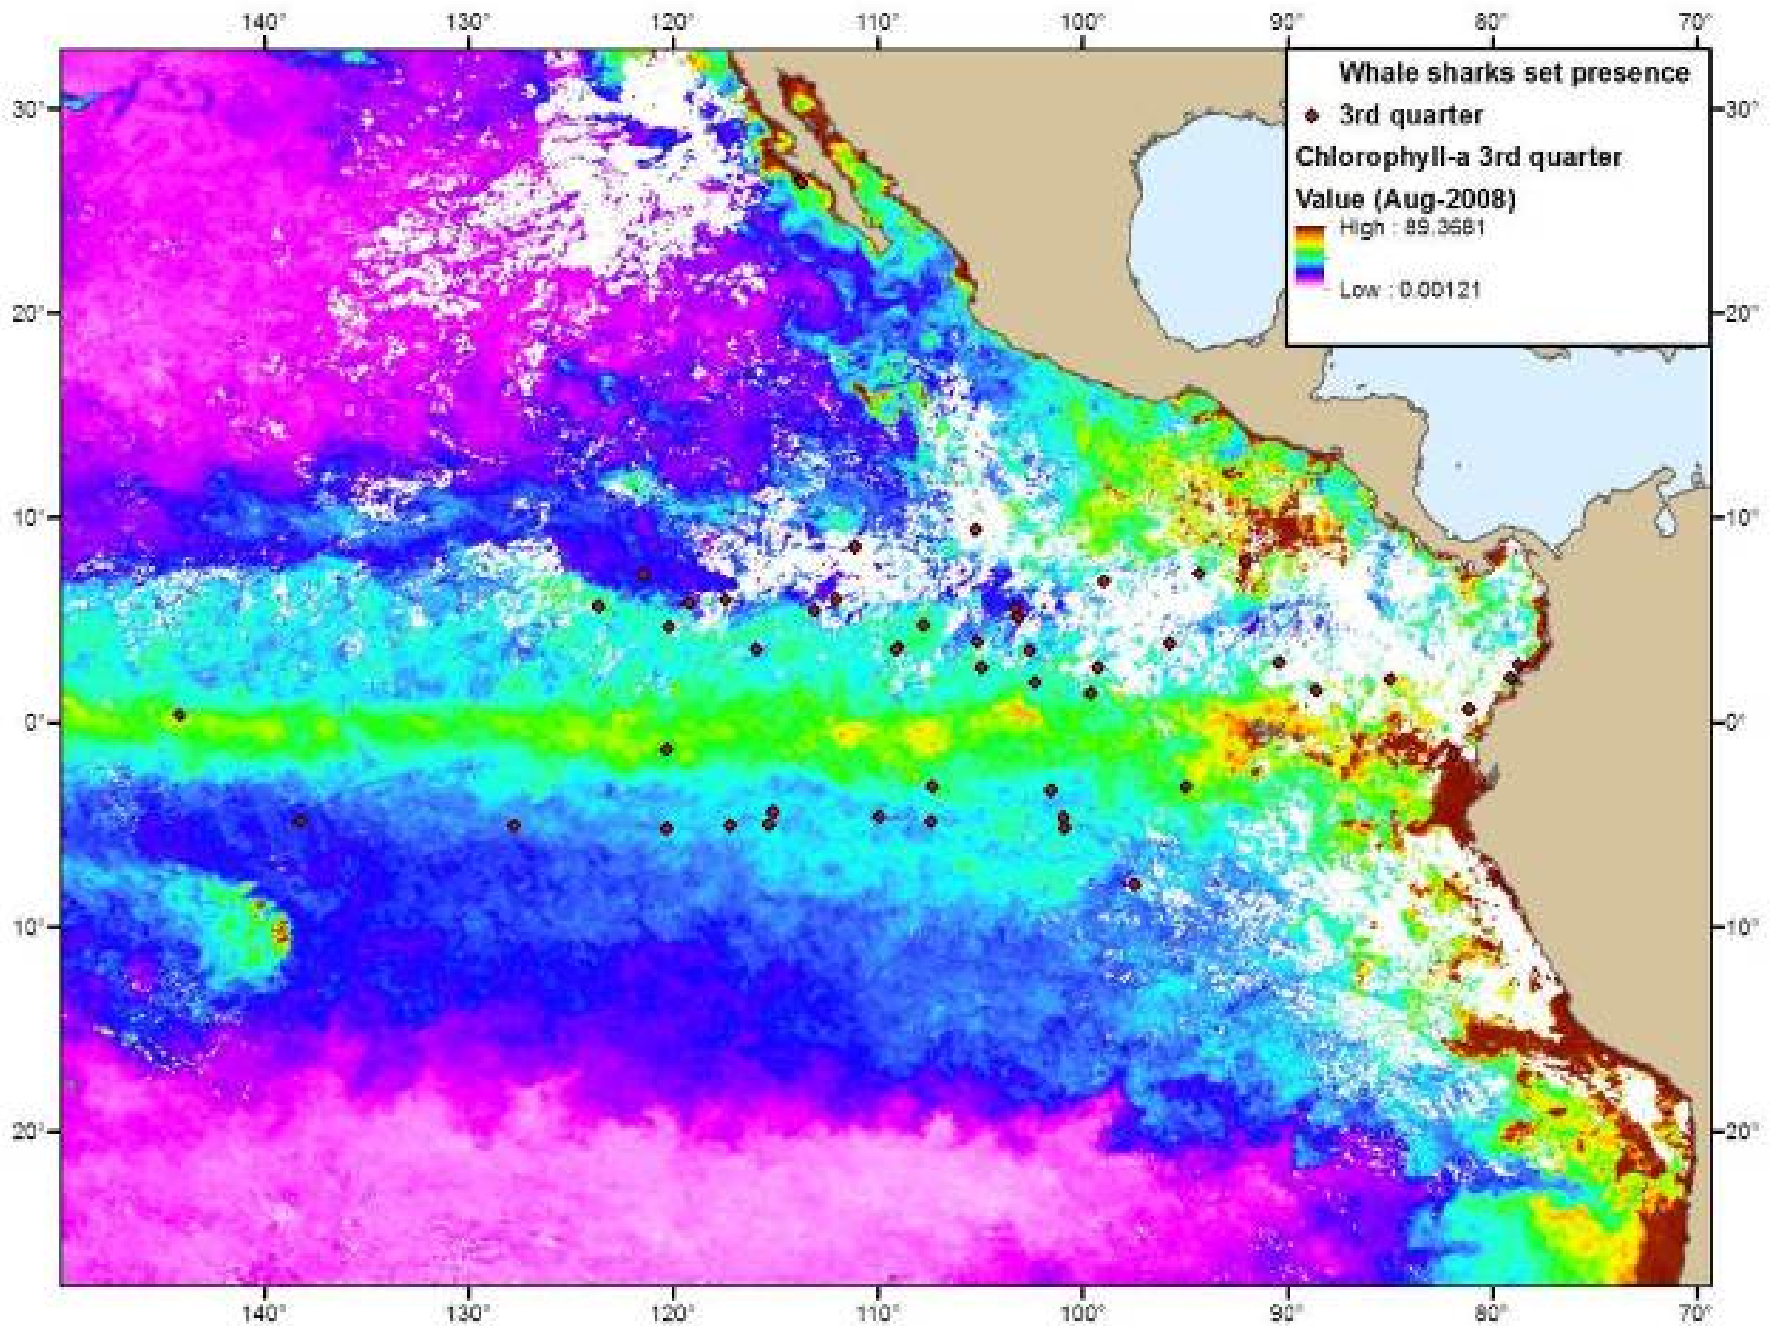 140° 130° 120° 110° 100° 90° 80° 70°
Whale sharks set presence
3rd quarter
Chlorophyll-a 3rd quarter
Value (Aug-2008)
High : 89.3681
Low : 0.00121
30° 30°
20° 20°
10° 10°
0° 0°
10° 10°
20° 20°
140° 130° 120° 110° 100° 90° 80° 70°